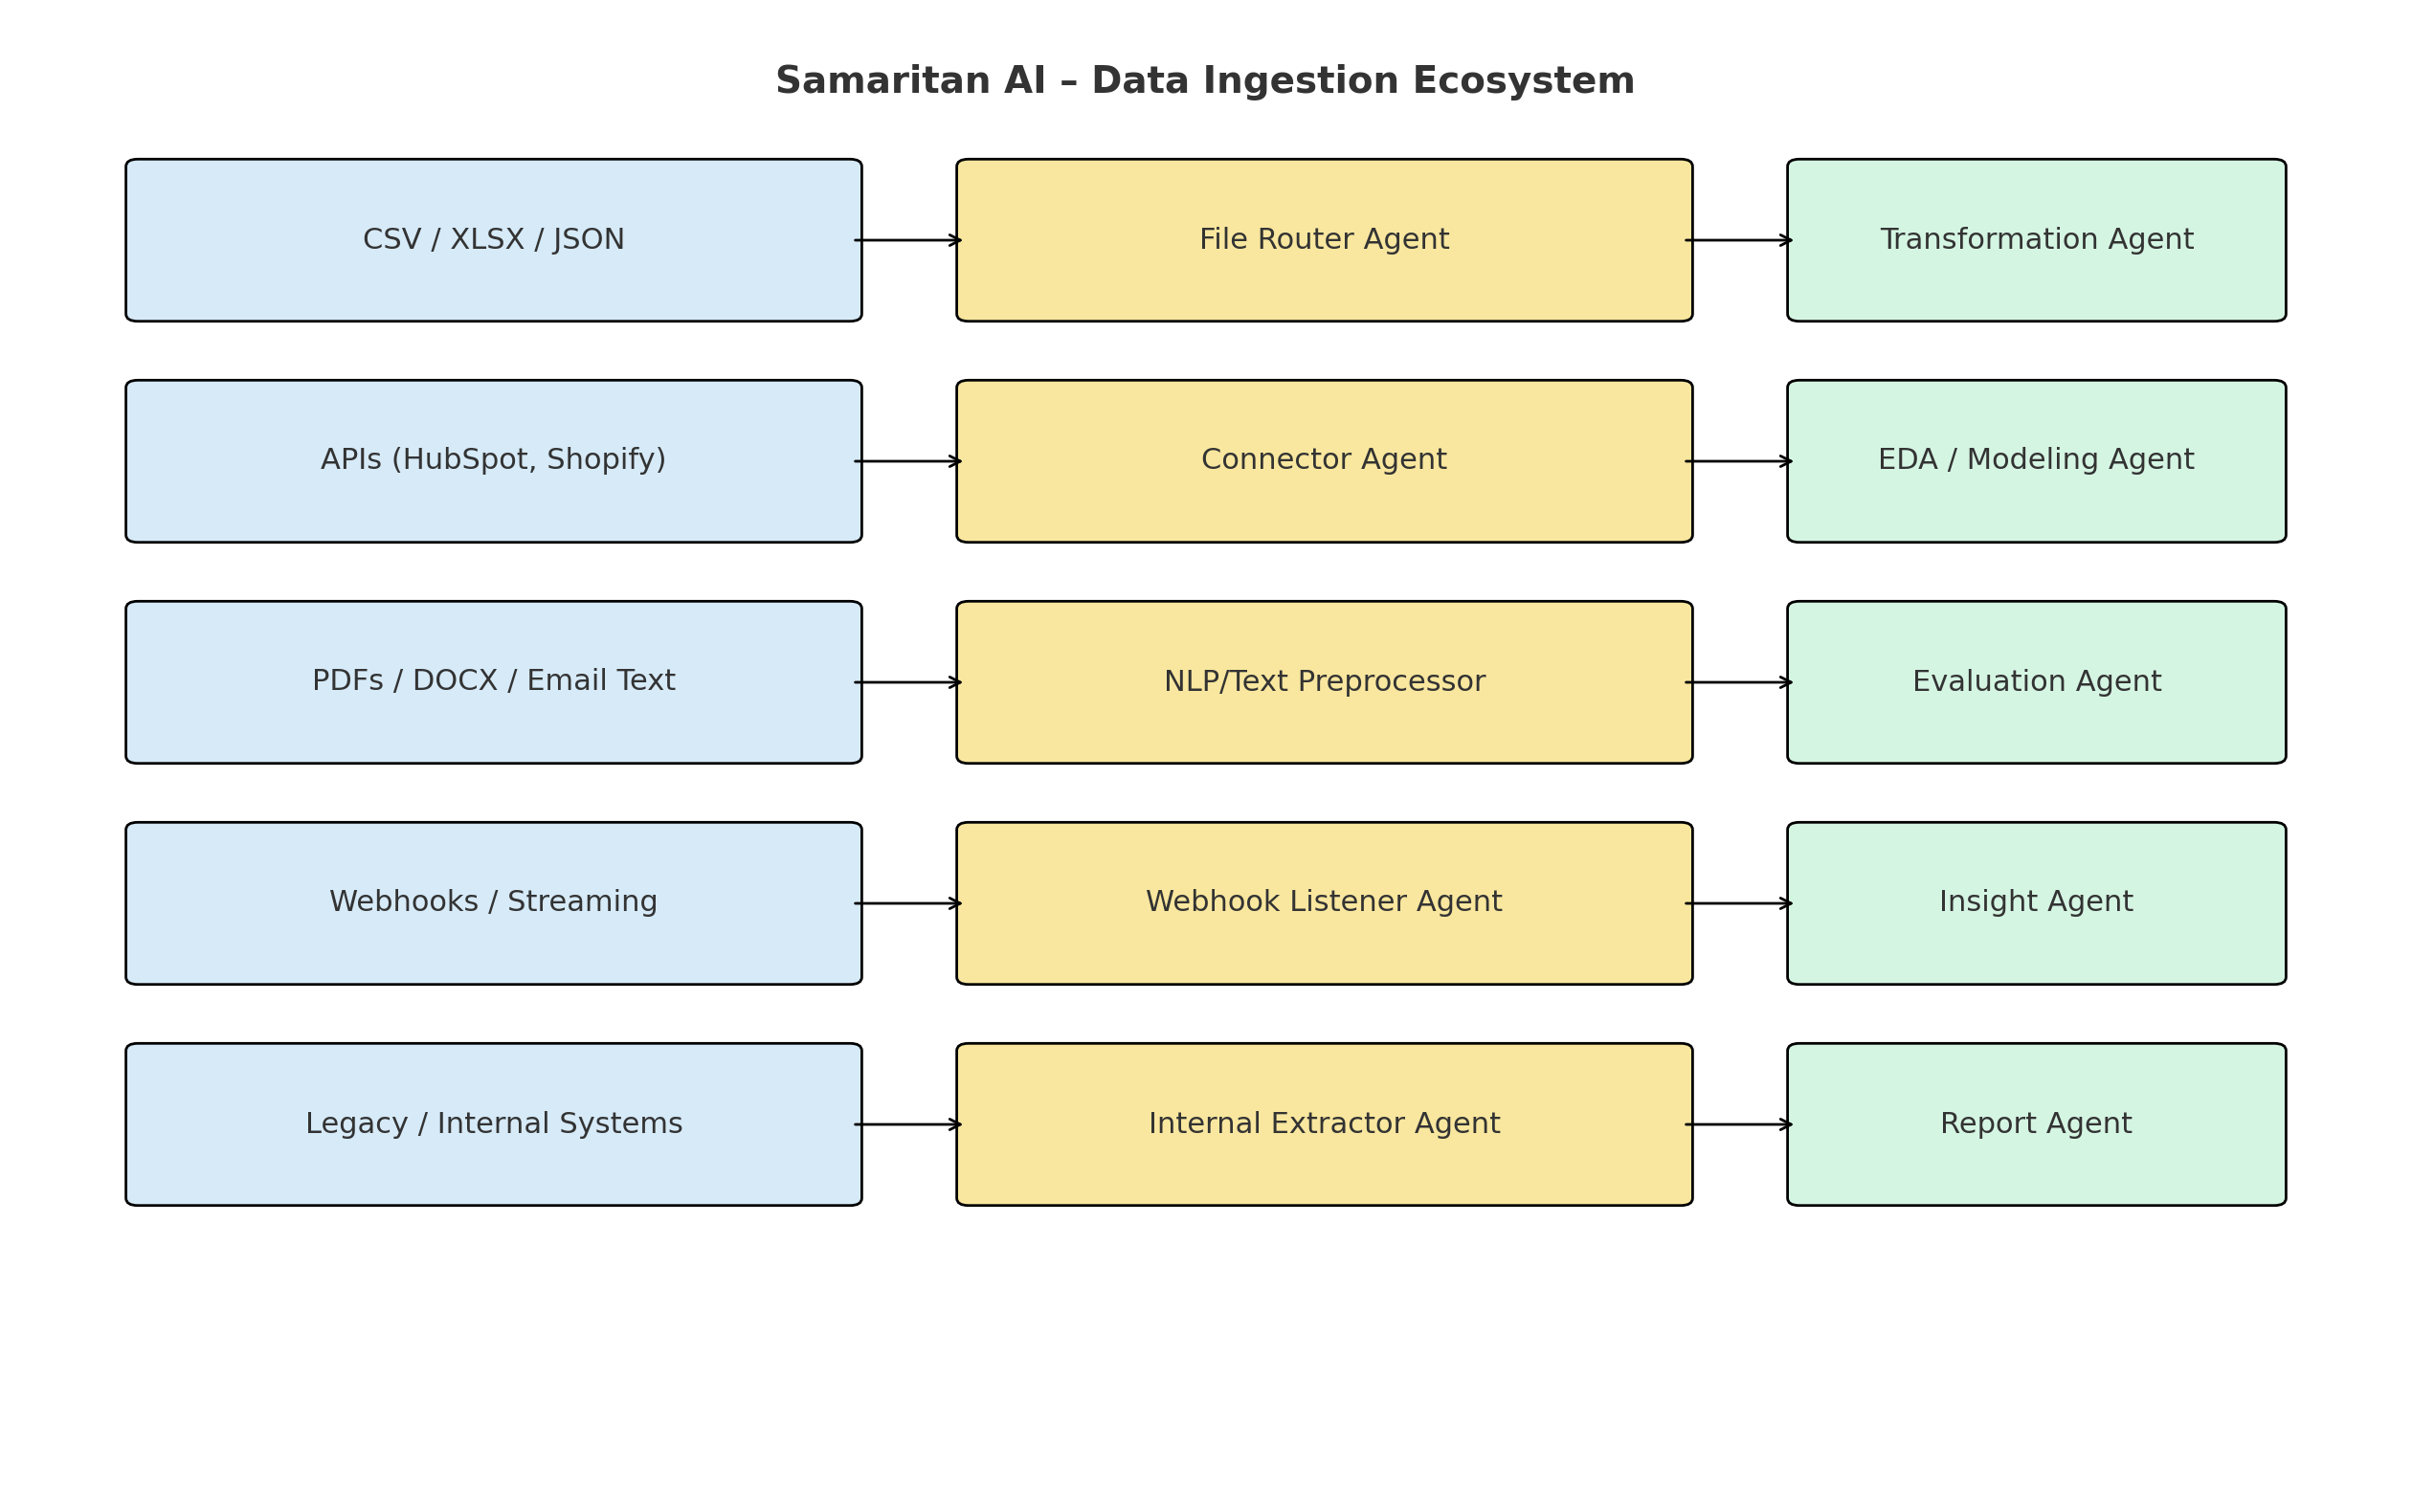 Samaritan AI – Data Ingestion Ecosystem
CSV / XLSX / JSON
File Router Agent
Transformation Agent
APIs (HubSpot, Shopify)
Connector Agent
EDA / Modeling Agent
PDFs / DOCX / Email Text
NLP/Text Preprocessor
Evaluation Agent
Webhooks / Streaming
Webhook Listener Agent
Insight Agent
Legacy / Internal Systems
Internal Extractor Agent
Report Agent